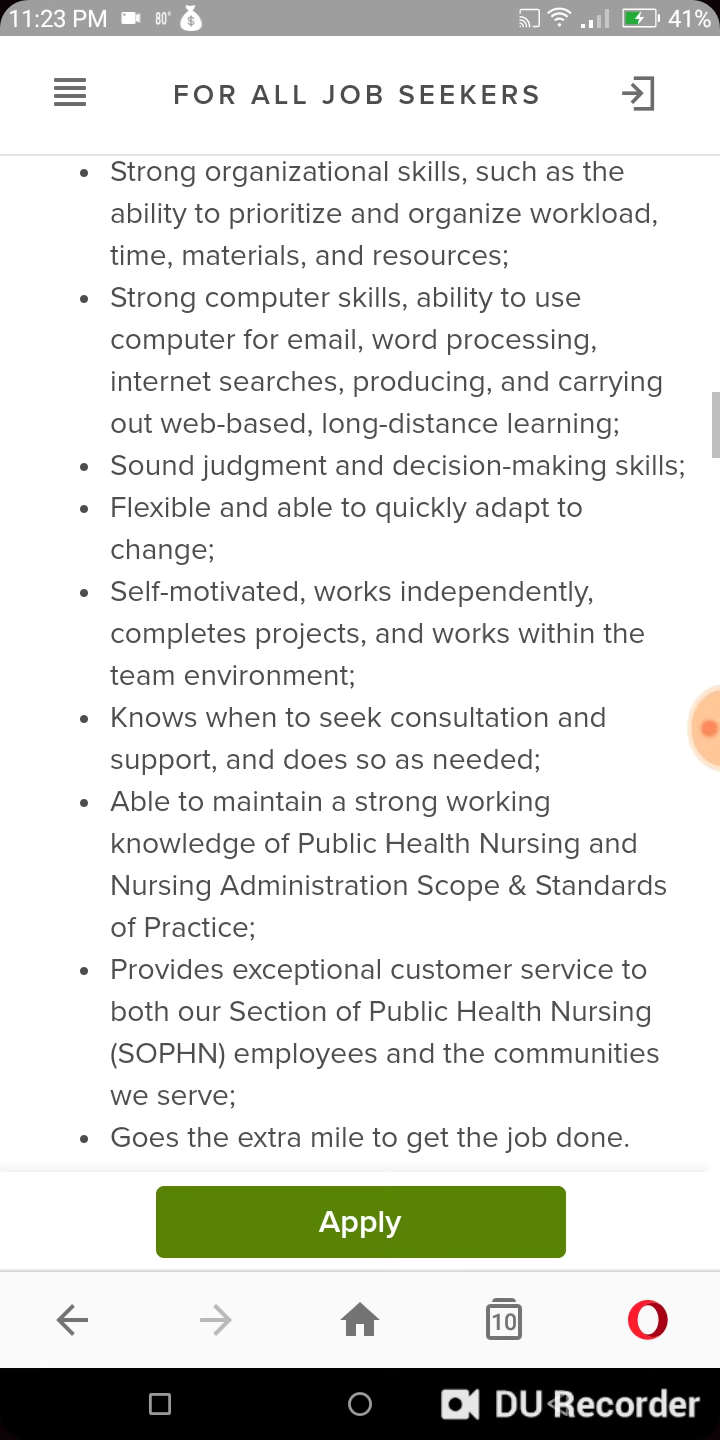 11:23 PM 80° $ 41%
FOR ALL JOB SEEKERS
• Strong organizational skills, such as the
ability to prioritize and organize workload,
time, materials, and resources;
• Strong computer skills, ability to use
computer for email, word processing,
internet searches, producing, and carrying
out web-based, long-distance learning;
• Sound judgment and decision-making skills;
• Flexible and able to quickly adapt to
change;
• Self-motivated, works independently,
completes projects, and works within the
team environment;
• Knows when to seek consultation and
support, and does so as needed;
• Able to maintain a strong working
knowledge of Public Health Nursing and
Nursing Administration Scope & Standards
of Practice;
• Provides exceptional customer service to
both our Section of Public Health Nursing
(SOPHN) employees and the communities
we serve;
• Goes the extra mile to get the job done.
Apply
10
DU Recorder